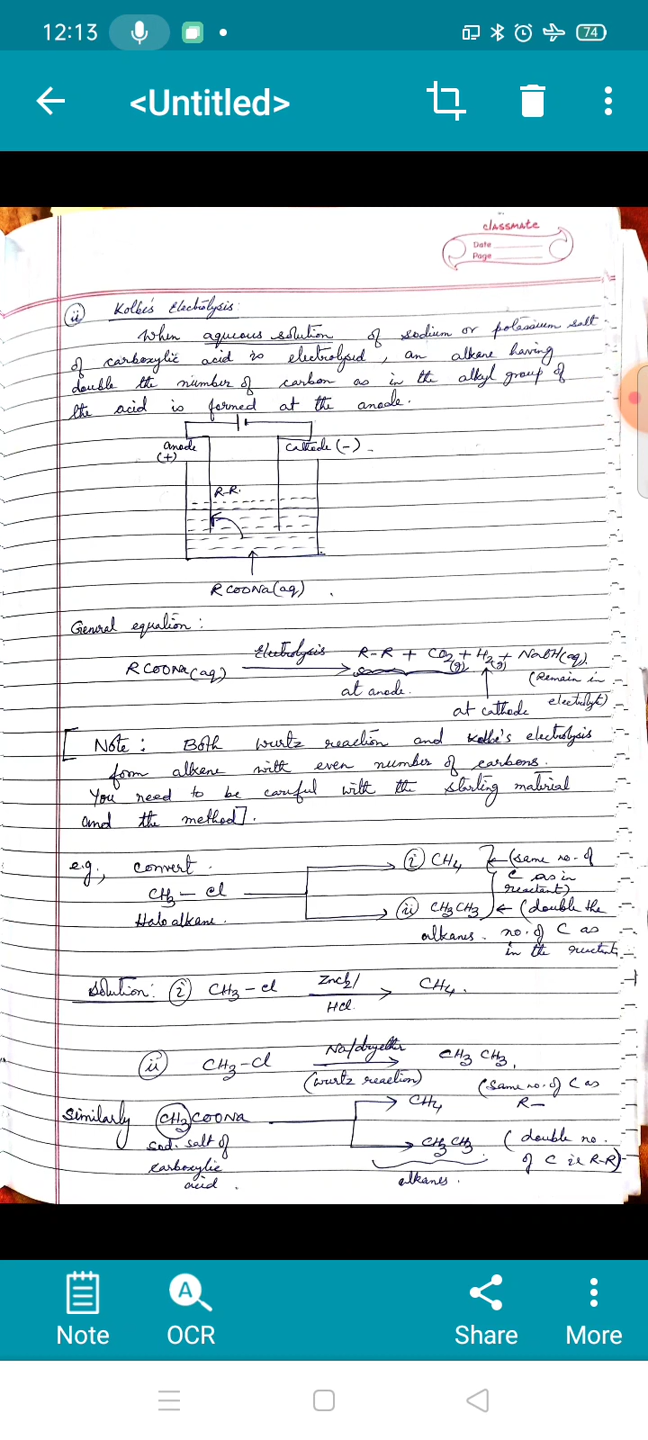 12:13
74
<Untitled>
classmate
Date
Page
ii Kolbe's Electrolysis:
When aqueous solution of sodium or potassium salt
of carboxylic acid is electrolysed, an alkane having
double the number of carbon as in the alkyl group of
the acid is formed at the anode.
anode (+)
Cathode (-)
R-R.
RCOONa(aq)
General equation:
RCOONa(aq) Electrolysis R-R + CO2(g) + H2(g) + NaOH(aq)
at anode.
at cathode
(Remain in
electrolyte)
[Note: Both wurtz reaction and Kolbe's electrolysis
form alkene with even number of carbons.
You need to be careful with the starting material
and the method].
e.g., convert.
CH3 - Cl
Haloalkane.
i CH4 (same no. of
C as in
reactant)
ii CH3CH3 (double the
alkanes. no. of C as
in the reactant
Solution: i CH3-Cl ZnCl2/ HCl CH4.
ii CH3-Cl Na/dryether CH3CH3,
(wurtz reaction) (same no. of C as
R-
Similarly CH3COONa CH4
sod. salt of
carboxylic
acid.
CH3CH3 (double no.
of C ie R-R)
alkanes.
Note
OCR
Share
More